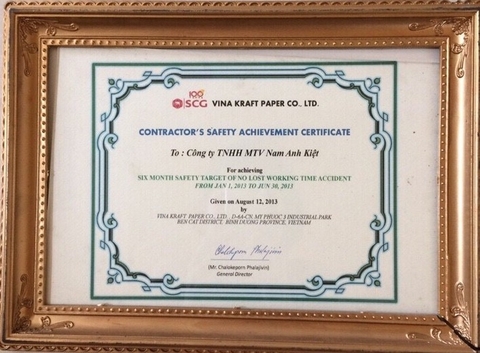 100
SCG VINA KRAFT PAPER CO., LTD.
CONTRACTOR'S SAFETY ACHIEVEMENT CERTIFICATE
To : Công ty TNHH MTV Nam Anh Kiệt
For achieving
SIX MONTH SAFETY TARGET OF NO LOST WORKING TIME ACCIDENT
FROM JAN 1, 2013 TO JUN 30, 2013
Given on August 12, 2013
by
VINA KRAFT PAPER CO., LTD., D-6A-CN, MY PHUOC 3 INDUSTRIAL PARK
BEN CAT DISTRICT, BINH DUONG PROVINCE, VIETNAM
(Mr. Chalokeporn Phalajivin)
General Director